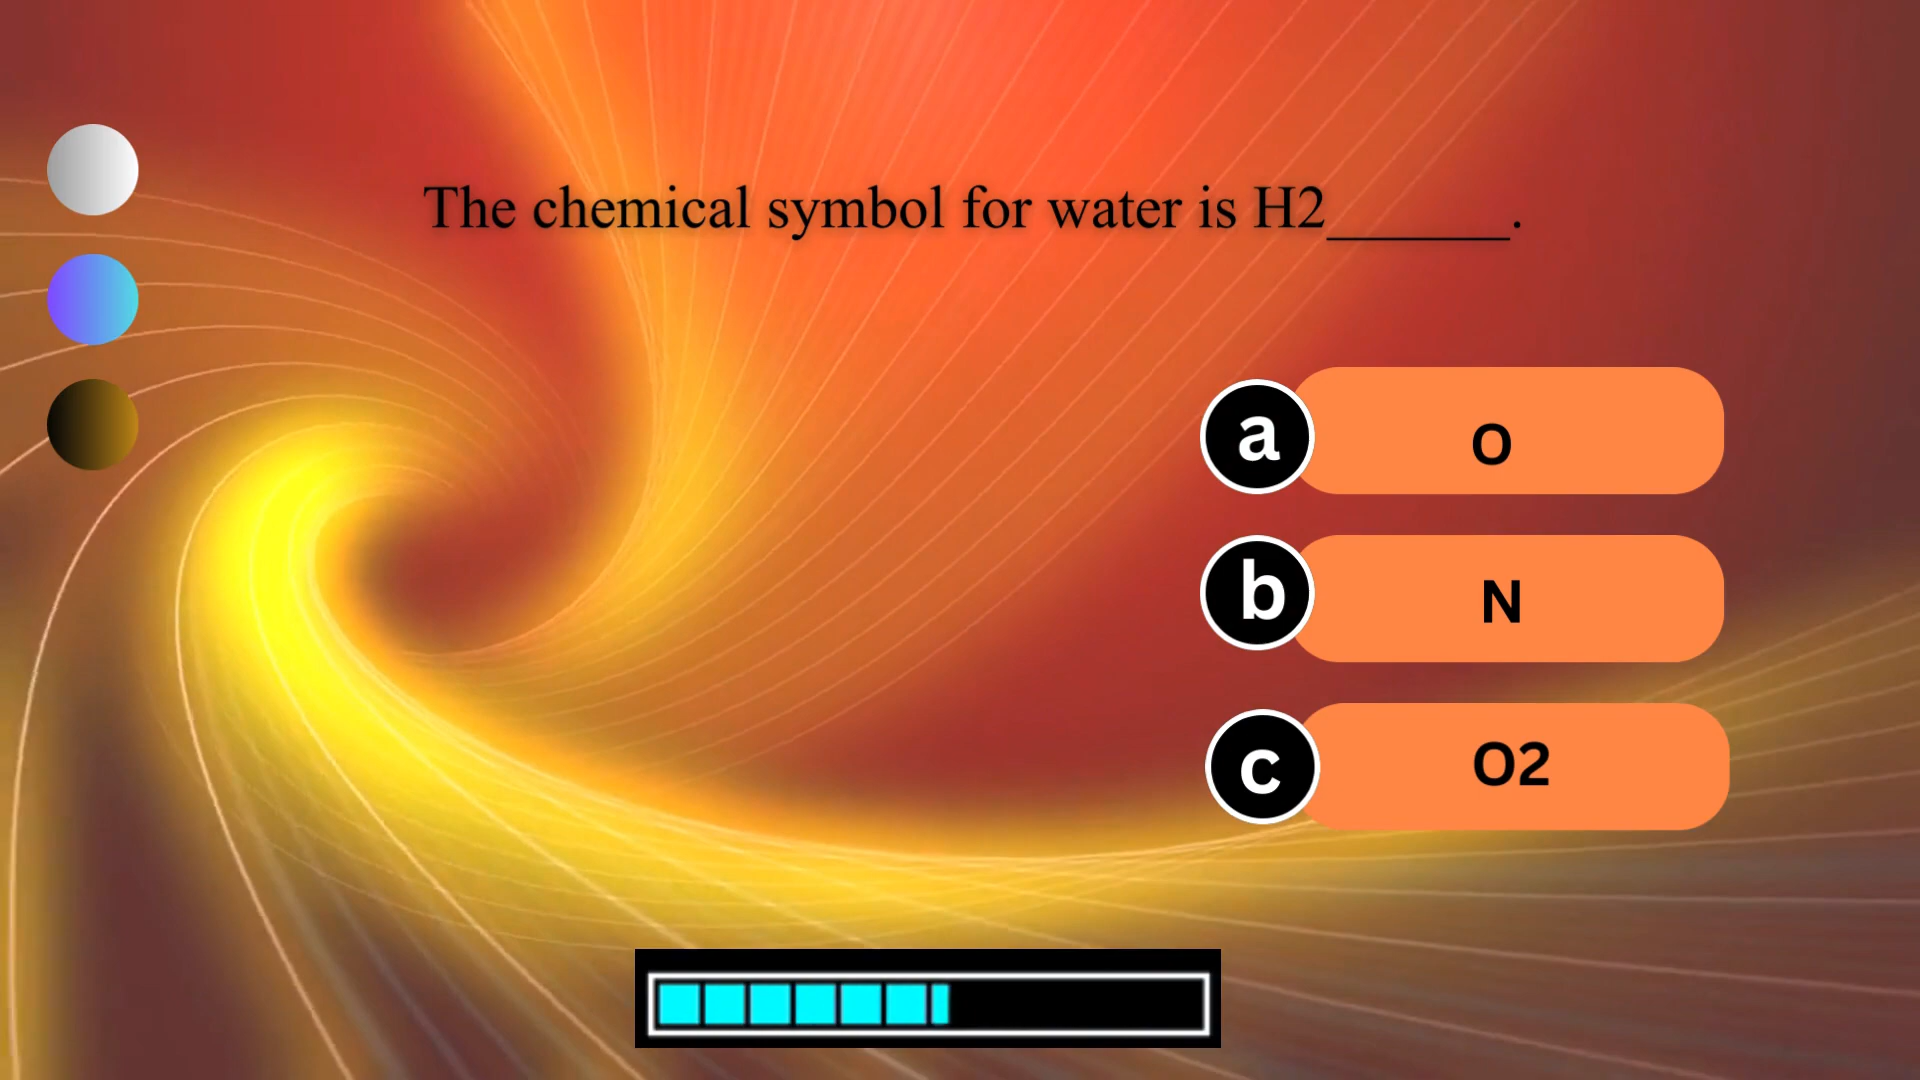 The chemical symbol for water is H2______.
a O
b N
c O2